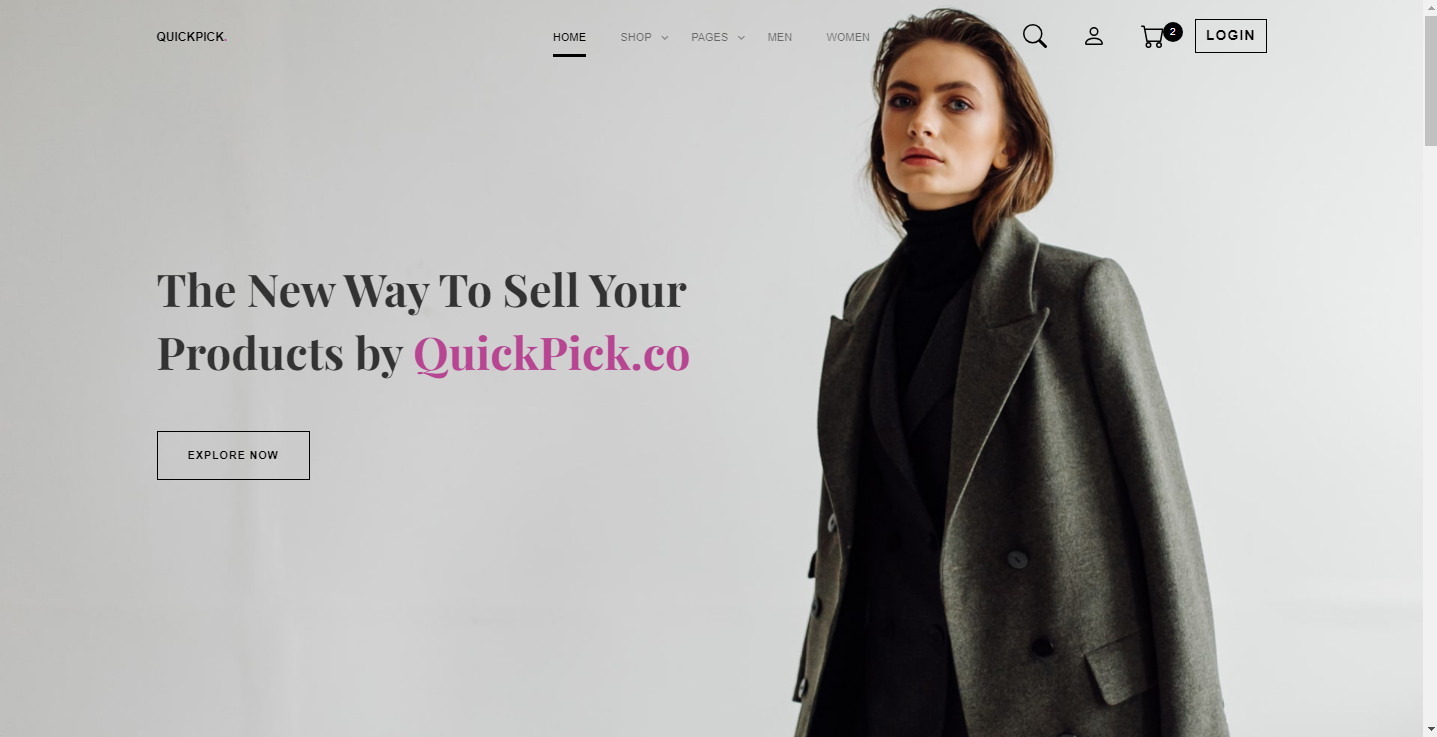 QUICKPICK.
HOME SHOP PAGES MEN WOMEN
2
LOGIN
The New Way To Sell Your
Products by QuickPick.co
EXPLORE NOW